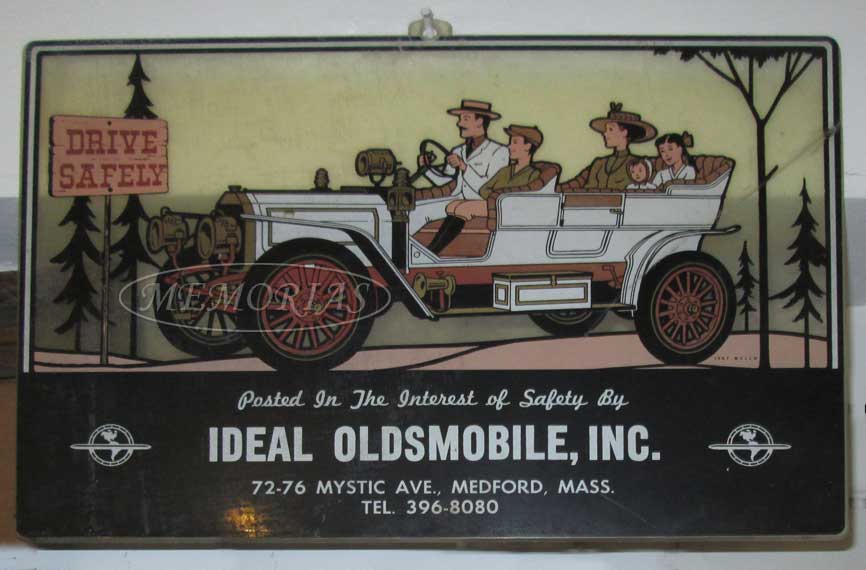 DRIVE
SAFELY
MEMORIAS
Posted In The Interest of Safety By
IDEAL OLDSMOBILE, INC.
72-76 MYSTIC AVE., MEDFORD, MASS.
TEL. 396-8080